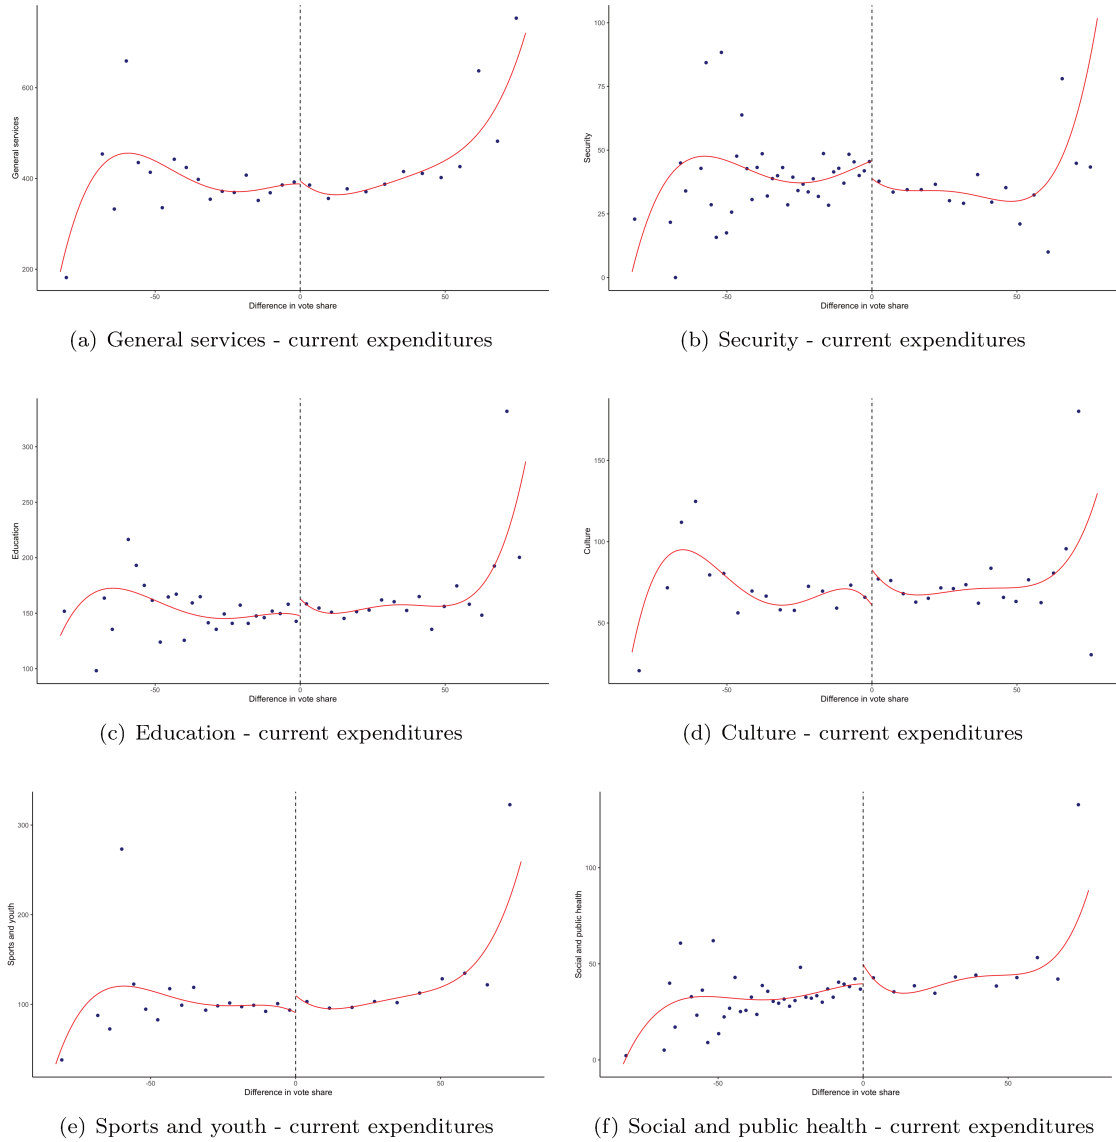 General services
600
400
200
-50
0
50
Difference in vote share
(a) General services - current expenditures
Security
100
75
50
25
0
-50
0
50
Difference in vote share
(b) Security - current expenditures
Education
300
250
200
150
100
-50
0
50
Difference in vote share
(c) Education - current expenditures
Culture
150
100
50
-50
0
50
Difference in vote share
(d) Culture - current expenditures
Sports and youth
300
200
100
-50
0
50
Difference in vote share
(e) Sports and youth - current expenditures
Social and public health
100
50
0
-50
0
50
Difference in vote share
(f) Social and public health - current expenditures